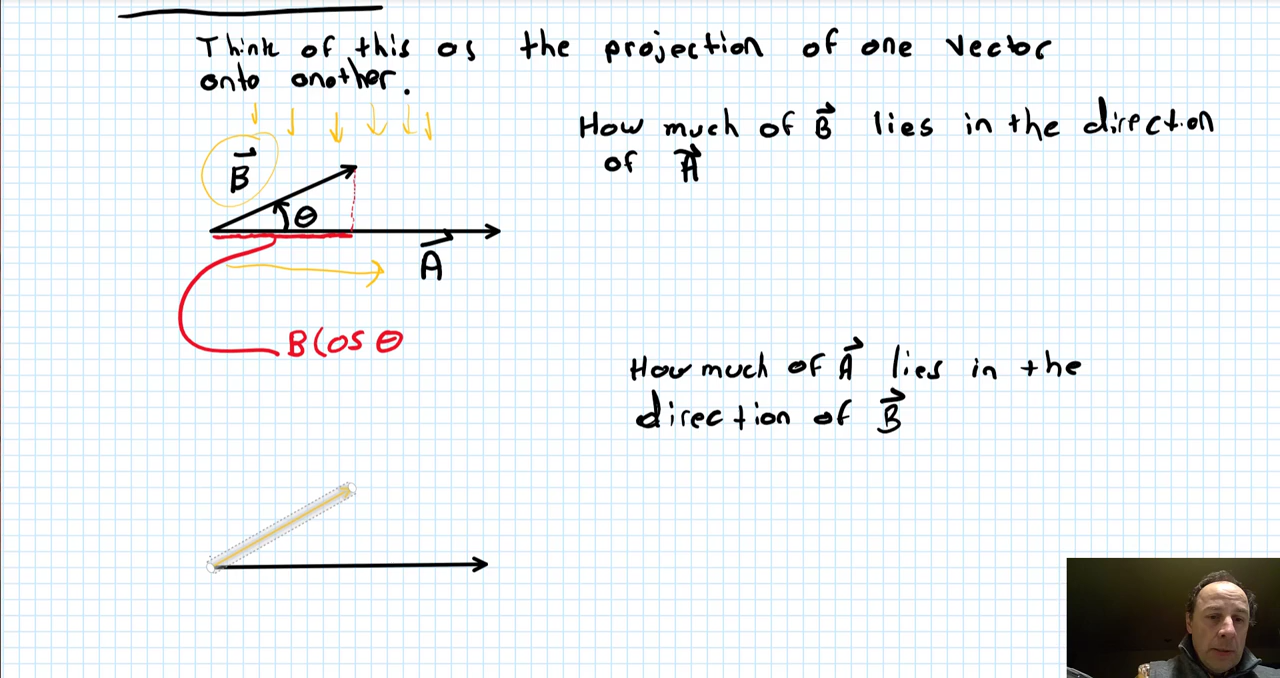 Think of this as the projection of one vector
onto another.
How much of B⃗ lies in the direction
of A⃗
B⃗
θ
A⃗
B Cos θ
How much of A⃗ lies in the
direction of B⃗